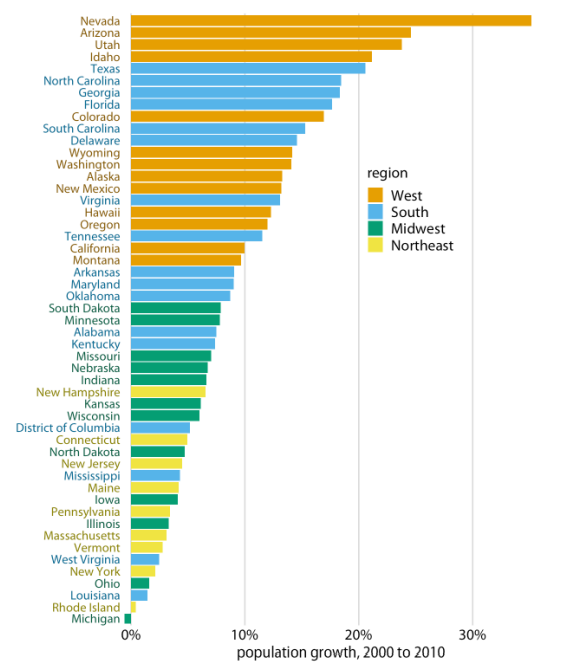 Nevada
Arizona
Utah
Idaho
Texas
North Carolina
Georgia
Florida
Colorado
South Carolina
Delaware
Wyoming
Washington
Alaska
New Mexico
Virginia
Hawaii
Oregon
Tennessee
California
Montana
Arkansas
Maryland
Oklahoma
South Dakota
Minnesota
Alabama
Kentucky
Missouri
Nebraska
Indiana
New Hampshire
Kansas
Wisconsin
District of Columbia
Connecticut
North Dakota
New Jersey
Mississippi
Maine
Iowa
Pennsylvania
Illinois
Massachusetts
Vermont
West Virginia
New York
Ohio
Louisiana
Rhode Island
Michigan
region
West
South
Midwest
Northeast
0% 10% 20% 30%
population growth, 2000 to 2010